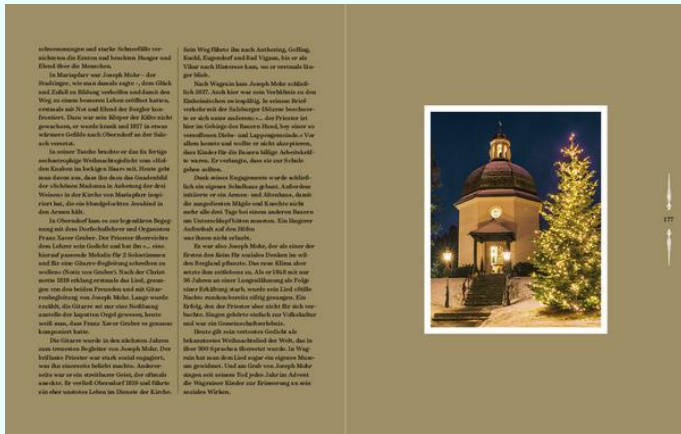 schwemmungen und starke Schneefälle ver-
nichteten die Ernten und brachten Hunger und
Elend über die Menschen.
In Mariapfarr war Joseph Mohr – der
Stadtinger, wie man damals sagte –, dem Glück
und Zufall zu Bildung verholfen und damit den
Weg zu einem besseren Leben eröffnet hatten,
erstmals mit Not und Elend der Bergler kon-
frontiert. Dazu war sein Körper der Kälte nicht
gewachsen, er wurde krank und 1817 in etwas
wärmere Gefilde nach Oberndorf an der Salz-
ach versetzt.
In seiner Tasche brachte er das fix fertige
sechsstrophige Weihnachtsgedicht vom «Hol-
den Knaben im lockigen Haar» mit. Heute geht
man davon aus, dass ihn dazu das Gnadenbild
der «Schönen Madonna in Anbetung der drei
Weisen» in der Kirche von Mariapfarr inspi-
riert hat, die ein blondgelocktes Jesukind in
den Armen hält.
In Oberndorf kam es zur legendären Begeg-
nung mit dem Dorfschullehrer und Organisten
Franz Xaver Gruber. Der Priester überreichte
dem Lehrer sein Gedicht und bat ihn «... eine
hierauf passende Melodie für 2 Solostimmen
und für eine Gitarre-Begleitung schreiben zu
wollen» (Notiz von Gruber). Nach der Christ-
mette 1818 erklang erstmals das Lied, gesun-
gen von den beiden Freunden und mit Gitar-
renbegleitung von Joseph Mohr. Lange wurde
erzählt, die Gitarre sei nur eine Notlösung
anstelle der kaputten Orgel gewesen, heute
weiß man, dass Franz Xaver Gruber es genauso
komponiert hatte.
Die Gitarre wurde in den nächsten Jahren
zum treuesten Begleiter von Joseph Mohr. Der
brillante Priester war stark sozial engagiert,
was ihn einerseits beliebt machte. Anderer-
seits war er ein streitbarer Geist, der oftmals
aneckte. Er verließ Oberndorf 1819 und führte
ein eher unstetes Leben im Dienste der Kirche.
Sein Weg führte ihn nach Anthering, Golling,
Kuchl, Eugendorf und Bad Vigaun, bis er als
Vikar nach Hintersee kam, wo er erstmals län-
ger blieb.
Nach Wagrain kam Joseph Mohr schließ-
lich 1837. Auch hier war sein Verhältnis zu den
Einheimischen zwiespältig. In seinem Brief-
verkehr mit der Salzburger Diözese beschwer-
te er sich unter anderem: «... der Priester ist
hier im Gebirge des Bauern Hund, bey einer so
versoffenen Diebs- und Lappengemeinde.» Vor
allem konnte und wollte er nicht akzeptieren,
dass Kinder für die Bauern billige Arbeitskräf-
te waren. Er verlangte, dass sie zur Schule
gehen sollten.
Dank seines Engagements wurde schließ-
lich ein eigenes Schulhaus gebaut. Außerdem
initiierte er ein Armen- und Altenhaus, damit
die ausgedienten Mägde und Knechte nicht
mehr alle drei Tage bei einem anderen Bauern
um Unterschlupf bitten mussten. Ein längerer
Aufenthalt auf den Höfen
war ihnen nicht erlaubt.
Es war also Joseph Mohr, der als einer der
Ersten den Keim für soziales Denken im wil-
den Bergland pflanzte. Das raue Klima aber
setzte ihm zeitlebens zu. Als er 1848 mit nur
56 Jahren an einer Lungenlähmung als Folge
einer Erkältung starb, wurde sein Lied «Stille
Nacht» rundum bereits eifrig gesungen. Ein
Erfolg, den der Priester aber nicht für sich ver-
buchte. Singen gehörte einfach zur Volkskultur
und war ein Gemeinschaftserlebnis.
Heute gilt sein vertontes Gedicht als
bekanntestes Weihnachtslied der Welt, das in
über 300 Sprachen übersetzt wurde. In Wag-
rain hat man dem Lied sogar ein eigenes Muse-
um gewidmet. Und am Grab von Joseph Mohr
singen seit seinem Tod jedes Jahr im Advent
die Wagrainer Kinder zur Erinnerung an sein
soziales Wirken.
177